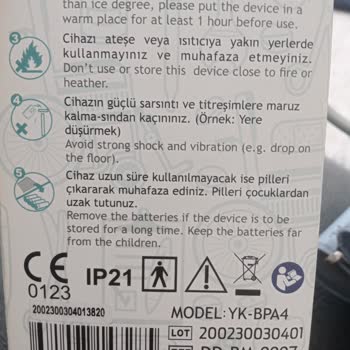 than ice degree, please put the device in a
warm place for at least 1 hour before use.
3
Cihazı ateşe veya ısıtıcıya yakın yerlerde
kullanmayınız ve muhafaza etmeyiniz.
Don't use or store this device close to fire or
heather.
4
Cihazın güçlü sarsıntı ve titreşimlere maruz
kalma-sından kaçınınız. (Örnek: Yere
düşürmek)
Avoid strong shock and vibration (e.g. drop on
the floor).
5
Cihaz uzun süre kullanılmayacak ise pilleri
çıkararak muhafaza ediniz. Pilleri çocuklardan
uzak tutunuz.
Remove the batteries if the device is to be
stored for a long time. Keep the batteries far
from the children.
CE
0123
IP21
2002300304013820
MODEL: YK-BPA4
LOT 200230030401